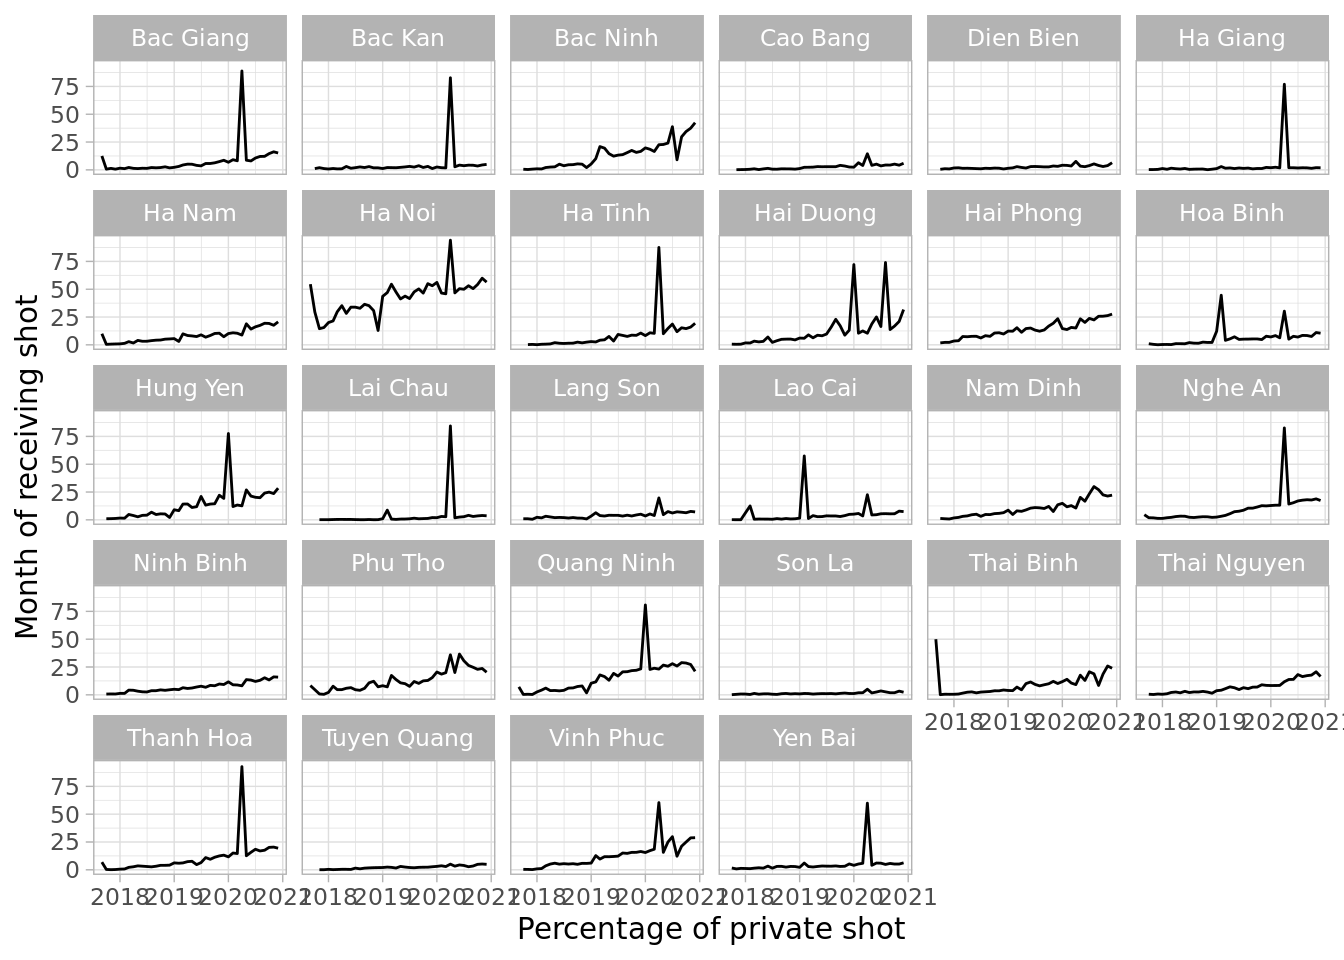 Bac Giang Bac Kan Bac Ninh Cao Bang Dien Bien Ha Giang
75
50
25
0
Ha Nam Ha Noi Ha Tinh Hai Duong Hai Phong Hoa Binh
75
50
25
0
Hung Yen Lai Chau Lang Son Lao Cai Nam Dinh Nghe An
75
50
25
0
Ninh Binh Phu Tho Quang Ninh Son La Thai Binh Thai Nguyen
75
50
25
0
2018 2019 2020 2021 2018 2019 2020 2021
Thanh Hoa Tuyen Quang Vinh Phuc Yen Bai
75
50
25
0
2018 2019 2020 2021 2018 2019 2020 2021 2018 2019 2020 2021 2018 2019 2020 2021
Percentage of private shot
Month of receiving shot